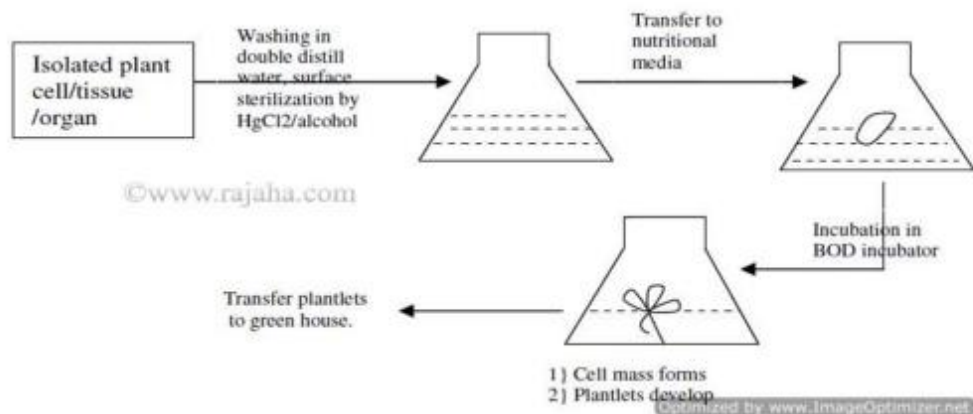 Isolated plant
cell/tissue
/organ
Washing in
double distill
water, surface
sterilization by
HgCl2/alcohol
Transfer to
nutritional
media
©www.rajaha.com
Incubation in
BOD incubator
Transfer plantlets
to green house.
1} Cell mass forms
2} Plantlets develop
Optimized by www.ImageOptimizer.net